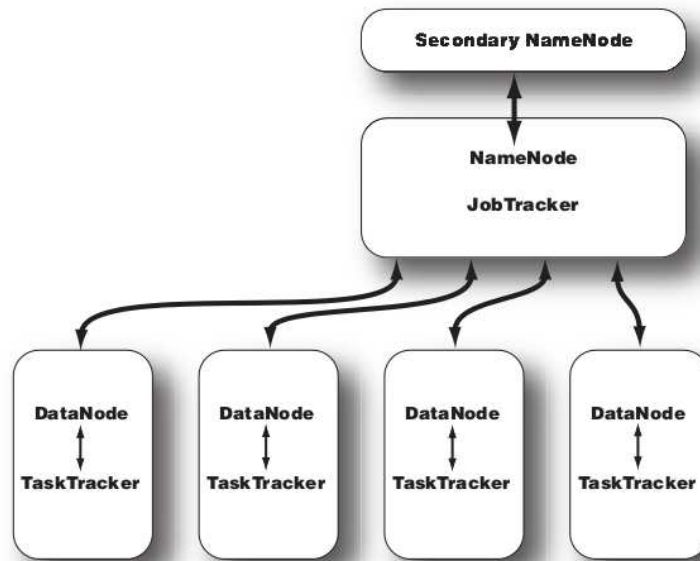 Secondary NameNode
NameNode
JobTracker
DataNode
TaskTracker
DataNode
TaskTracker
DataNode
TaskTracker
DataNode
TaskTracker